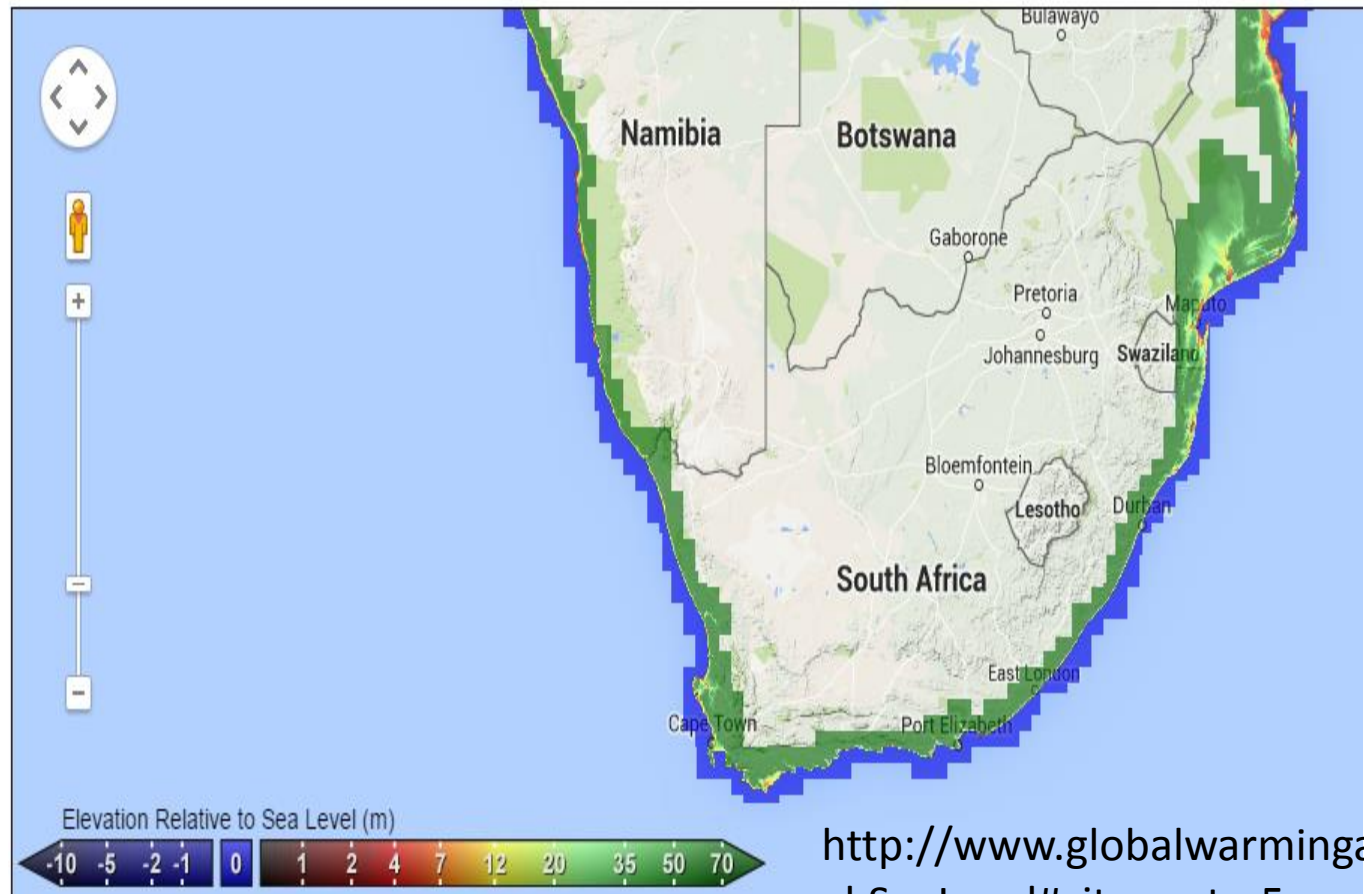 Bulawayo
Namibia
Botswana
Gaborone
Pretoria
Maputo
Johannesburg
Swaziland
Bloemfontein
Lesotho
Durban
South Africa
East London
Cape Town
Port Elizabeth
Elevation Relative to Sea Level (m)
-10 -5 -2 -1 0 1 2 4 7 12 20 35 50 70
http://www.globalwarminga